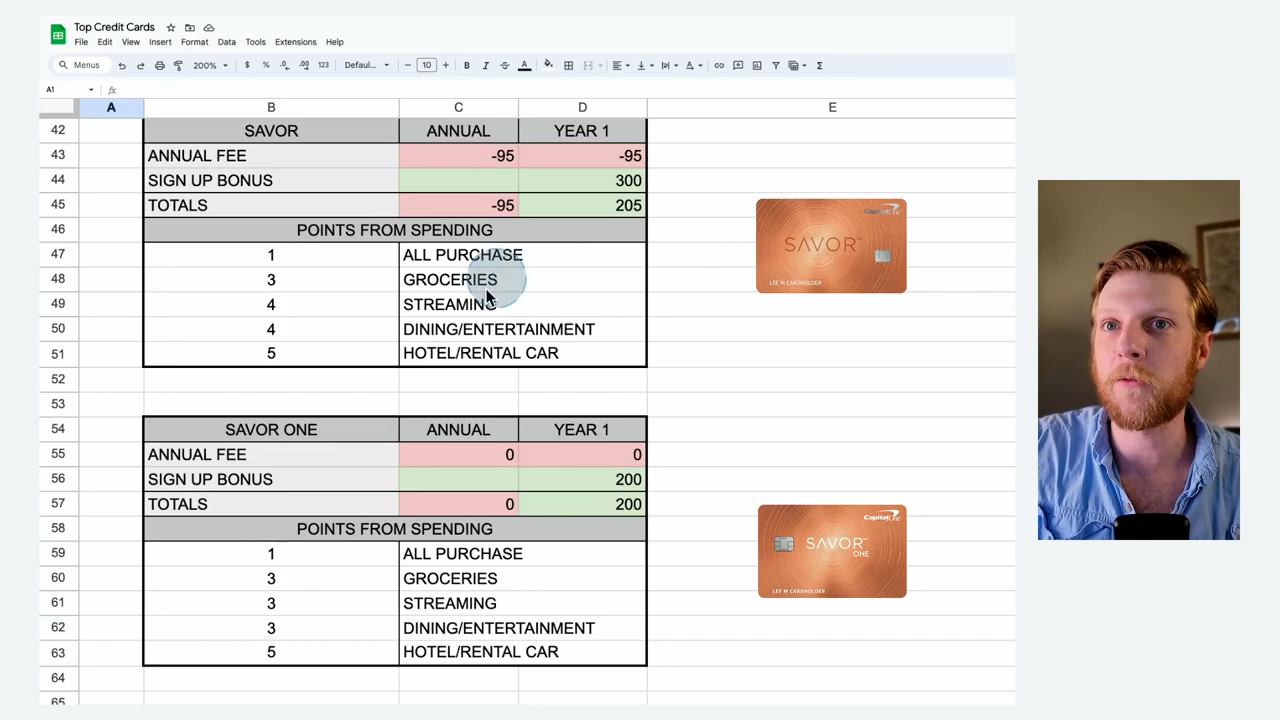 Top Credit Cards
File Edit View Insert Format Data Tools Extensions Help
Menus 200% $ % .0 .00 123 Defaul... − 10 + B I S A Σ
A1 fx
A B C D E
42 SAVOR ANNUAL YEAR 1
43 ANNUAL FEE -95 -95
44 SIGN UP BONUS 300
45 TOTALS -95 205
46 POINTS FROM SPENDING
47 1 ALL PURCHASE
48 3 GROCERIES
49 4 STREAMING
50 4 DINING/ENTERTAINMENT
51 5 HOTEL/RENTAL CAR
52
53
54 SAVOR ONE ANNUAL YEAR 1
55 ANNUAL FEE 0 0
56 SIGN UP BONUS 200
57 TOTALS 0 200
58 POINTS FROM SPENDING
59 1 ALL PURCHASE
60 3 GROCERIES
61 3 STREAMING
62 3 DINING/ENTERTAINMENT
63 5 HOTEL/RENTAL CAR
64
65
Capital One
SAVOR™
LEE M CARDHOLDER
Capital One
SAVOR™
ONE
LEE M CARDHOLDER